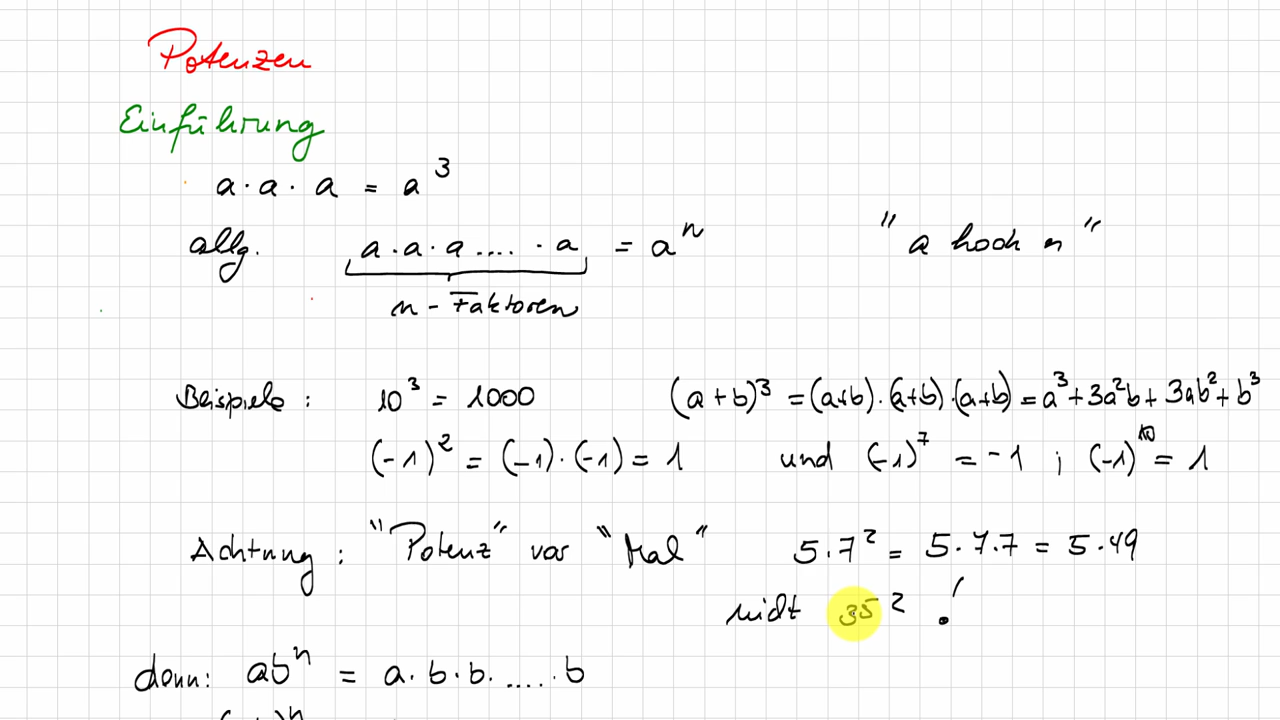 Potenzen
Einführung
a · a · a = a³
allg. a · a · a .... · a = aⁿ "a hoch n"
n - Faktoren
Beispiele : 10³ = 1000 (a+b)³ = (a+b) · (a+b) · (a+b) = a³ + 3a²b + 3ab² + b³
(-1)² = (-1) · (-1) = 1 und (-1)⁷ = -1 ; (-1)¹⁰ = 1
Achtung : "Potenz" vor "Mal" 5 · 7² = 5 · 7 · 7 = 5 · 49
nicht 35² !
denn: abⁿ = a · b · b · .... · b